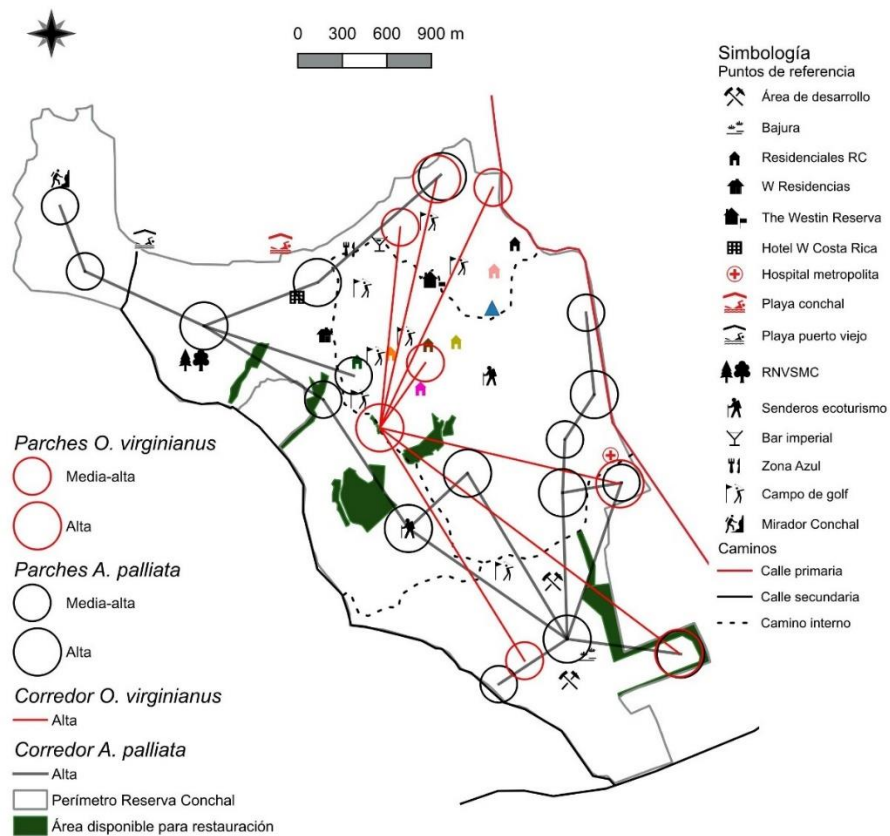 0 300 600 900 m
Simbología
Puntos de referencia
Área de desarrollo
Bajura
Residenciales RC
W Residencias
The Westin Reserva
Hotel W Costa Rica
Hospital metropolita
Playa conchal
Playa puerto viejo
RNVSMC
Senderos ecoturismo
Bar imperial
Zona Azul
Campo de golf
Mirador Conchal
Caminos
Calle primaria
Calle secundaria
Camino interno
Parches O. virginianus
Media-alta
Alta
Parches A. palliata
Media-alta
Alta
Corredor O. virginianus
Alta
Corredor A. palliata
Alta
Perímetro Reserva Conchal
Área disponible para restauración